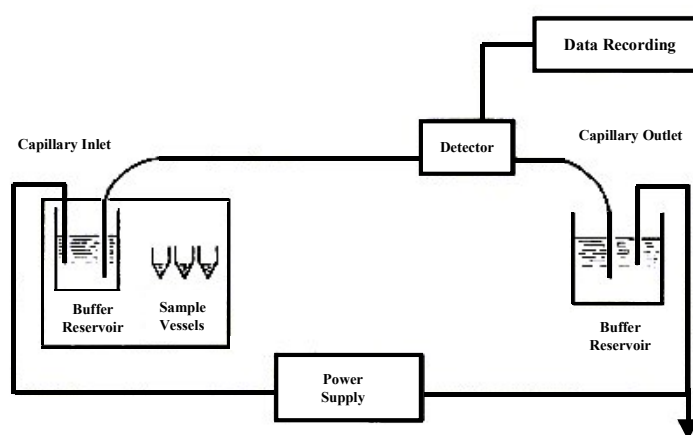 Data Recording
Capillary Inlet
Capillary Outlet
Detector
Buffer
Reservoir
Sample
Vessels
Buffer
Reservoir
Power
Supply